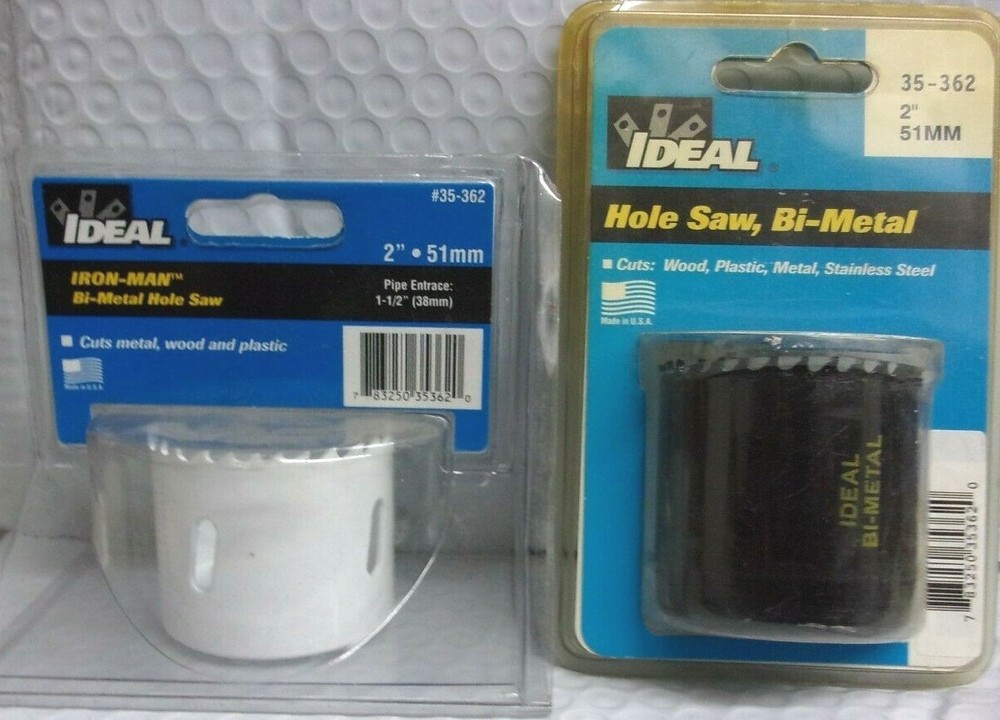 IDEAL
#35-362
2” • 51mm
IRON-MAN™
Bi-Metal Hole Saw
Pipe Entrace:
1-1/2” (38mm)
■ Cuts metal, wood and plastic
Made in U.S.A.
7 83250 35362 0
35-362
2"
51MM
IDEAL®
Hole Saw, Bi-Metal
■ Cuts: Wood, Plastic, Metal, Stainless Steel
Made in U.S.A.
IDEAL
BI-METAL
7 83250 35362 0